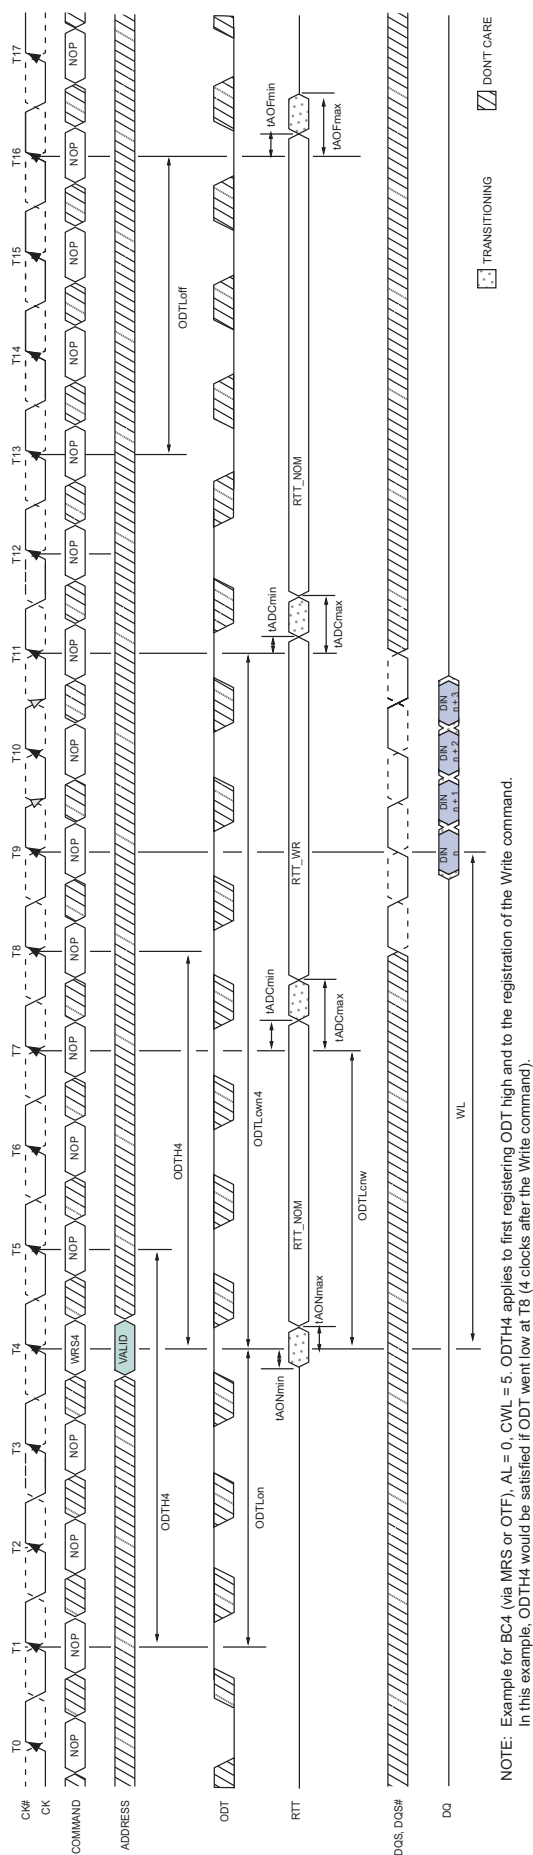 T0 T1 T2 T3 T4 T5 T6 T7 T8 T9 T10 T11 T12 T13 T14 T15 T16 T17
CK#
CK
COMMAND NOP NOP NOP NOP WRS4 NOP NOP NOP NOP NOP NOP NOP NOP NOP NOP NOP NOP NOP
ADDRESS VALID
ODTH4 ODTH4 ODTLoff
ODT
ODTLon ODTLcwn4
tAONmin tADCmin tADCmin tAOFmin
RTT RTT_NOM RTT_WR RTT_NOM
tAONmax tADCmax tADCmax tAOFmax
ODTLcnw
DQS, DQS#
DQ DIN n DIN n + 1 DIN n + 2 DIN n + 3
WL
TRANSITIONING DON'T CARE
NOTE: Example for BC4 (via MRS or OTF), AL = 0, CWL = 5. ODTH4 applies to first registering ODT high and to the registration of the Write command.
In this example, ODTH4 would be satisfied if ODT went low at T8 (4 clocks after the Write command).